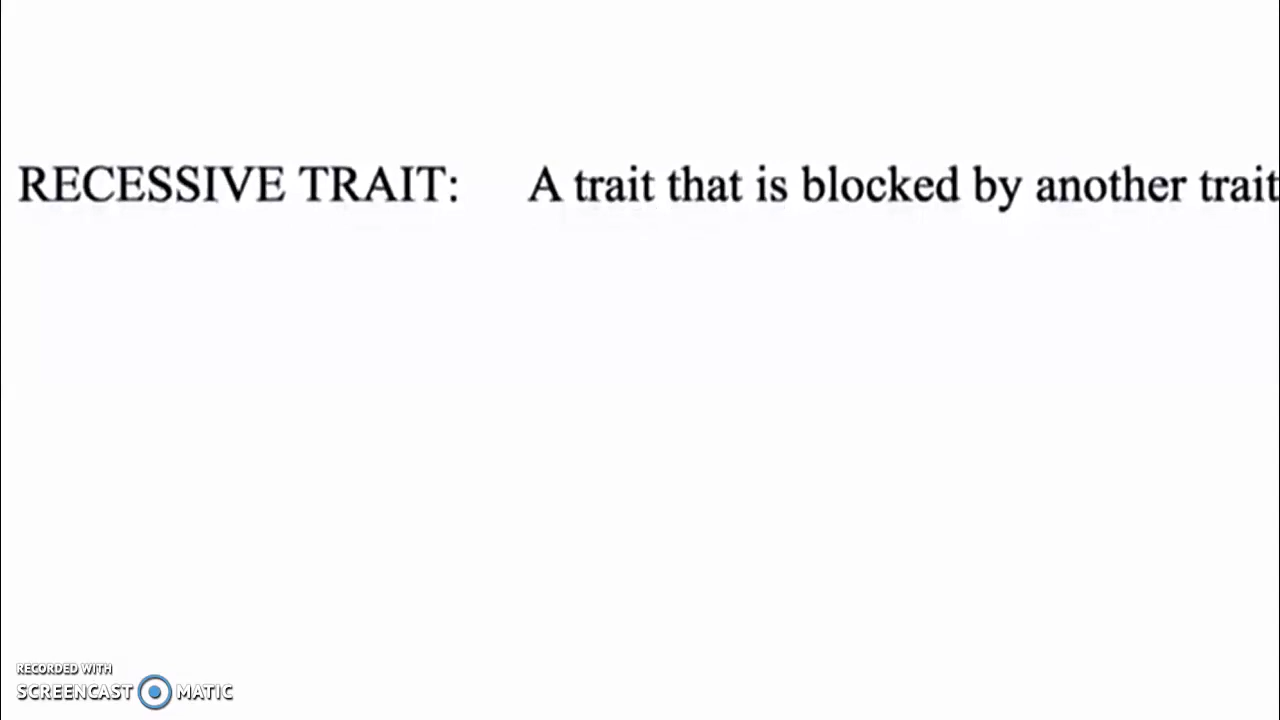 RECESSIVE TRAIT: A trait that is blocked by another trait
RECORDED WITH
SCREENCAST MATIC